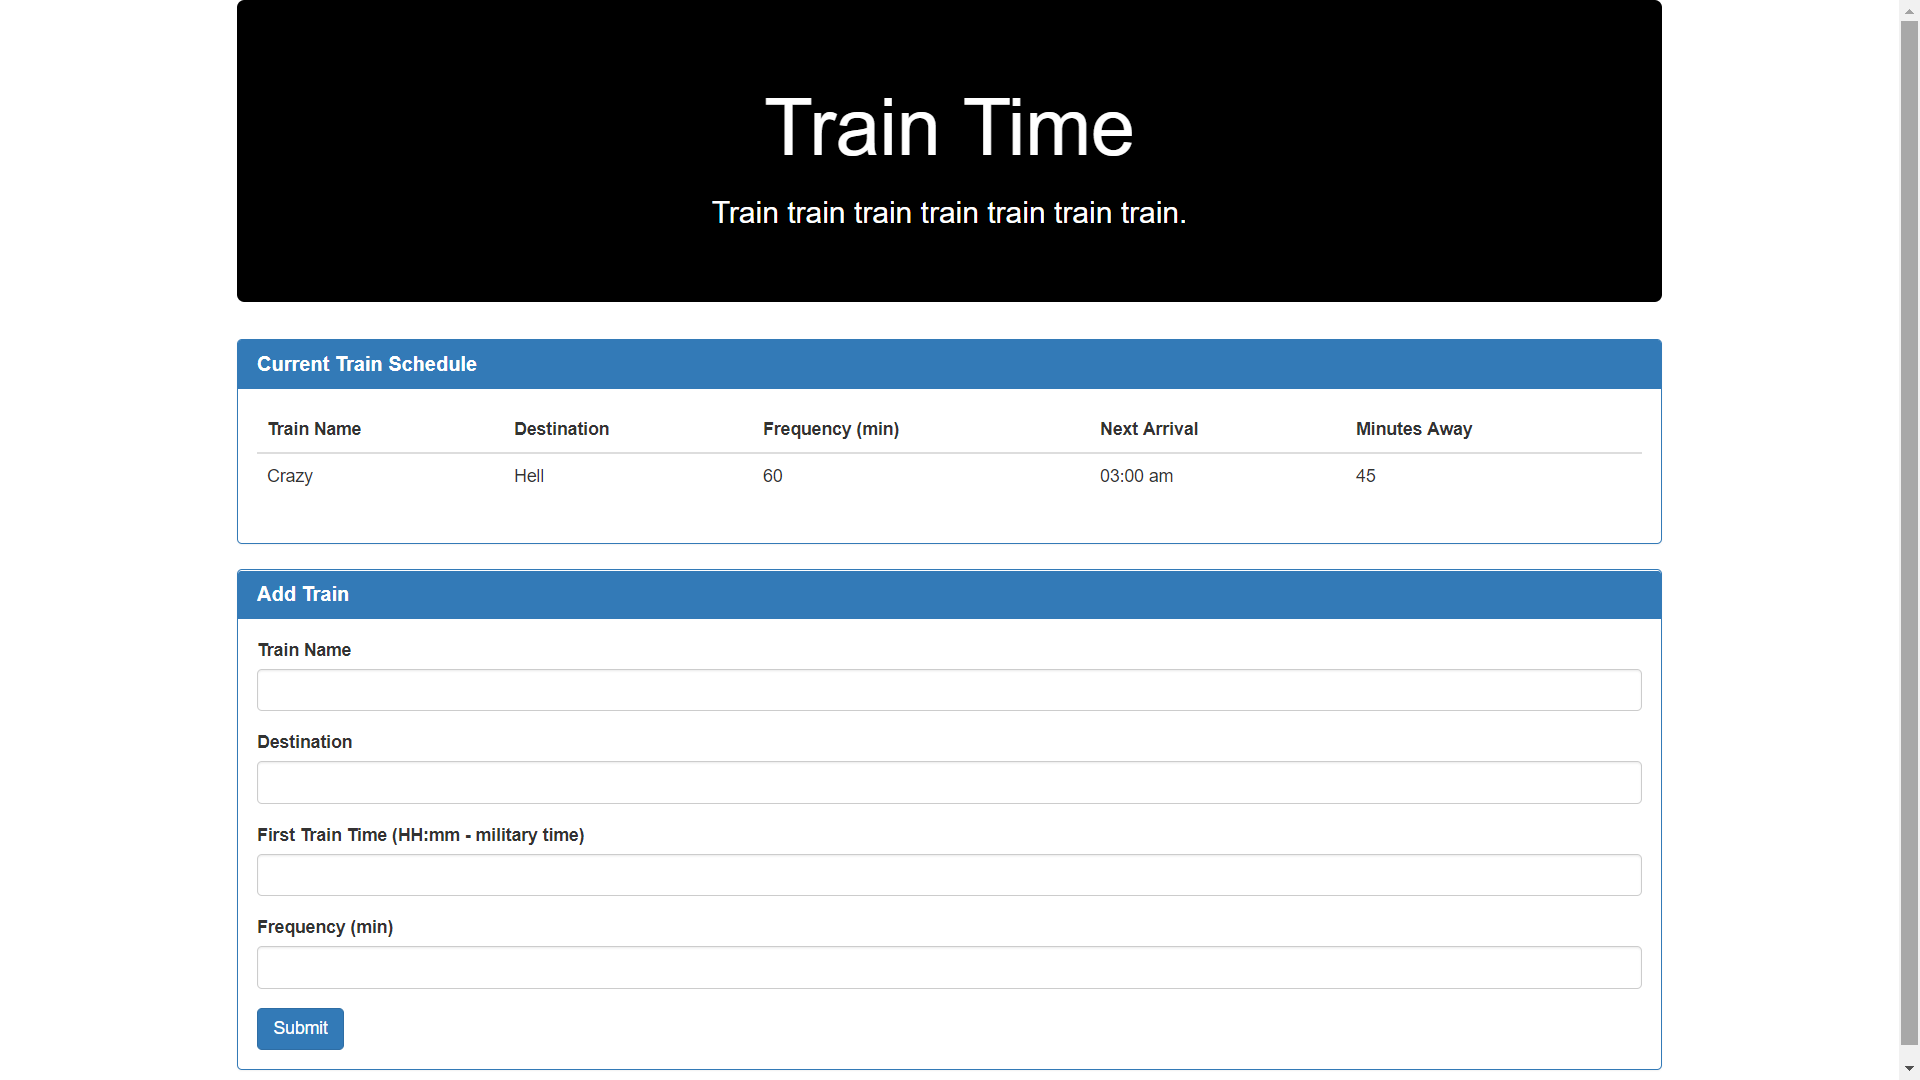 Train Time
Train train train train train train train.
Current Train Schedule
Train Name Destination Frequency (min) Next Arrival Minutes Away
Crazy Hell 60 03:00 am 45
Add Train
Train Name
Destination
First Train Time (HH:mm - military time)
Frequency (min)
Submit